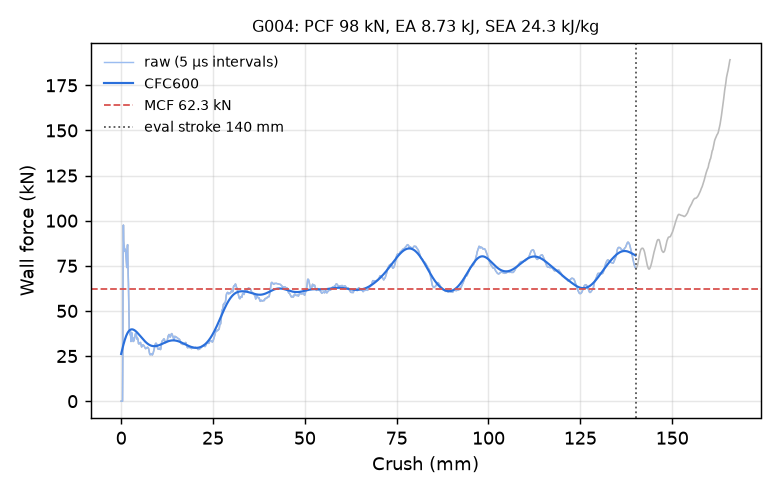 G004: PCF 98 kN, EA 8.73 kJ, SEA 24.3 kJ/kg
raw (5 µs intervals)
CFC600
MCF 62.3 kN
eval stroke 140 mm
Wall force (kN)
175
150
125
100
75
50
25
0
0 25 50 75 100 125 150
Crush (mm)